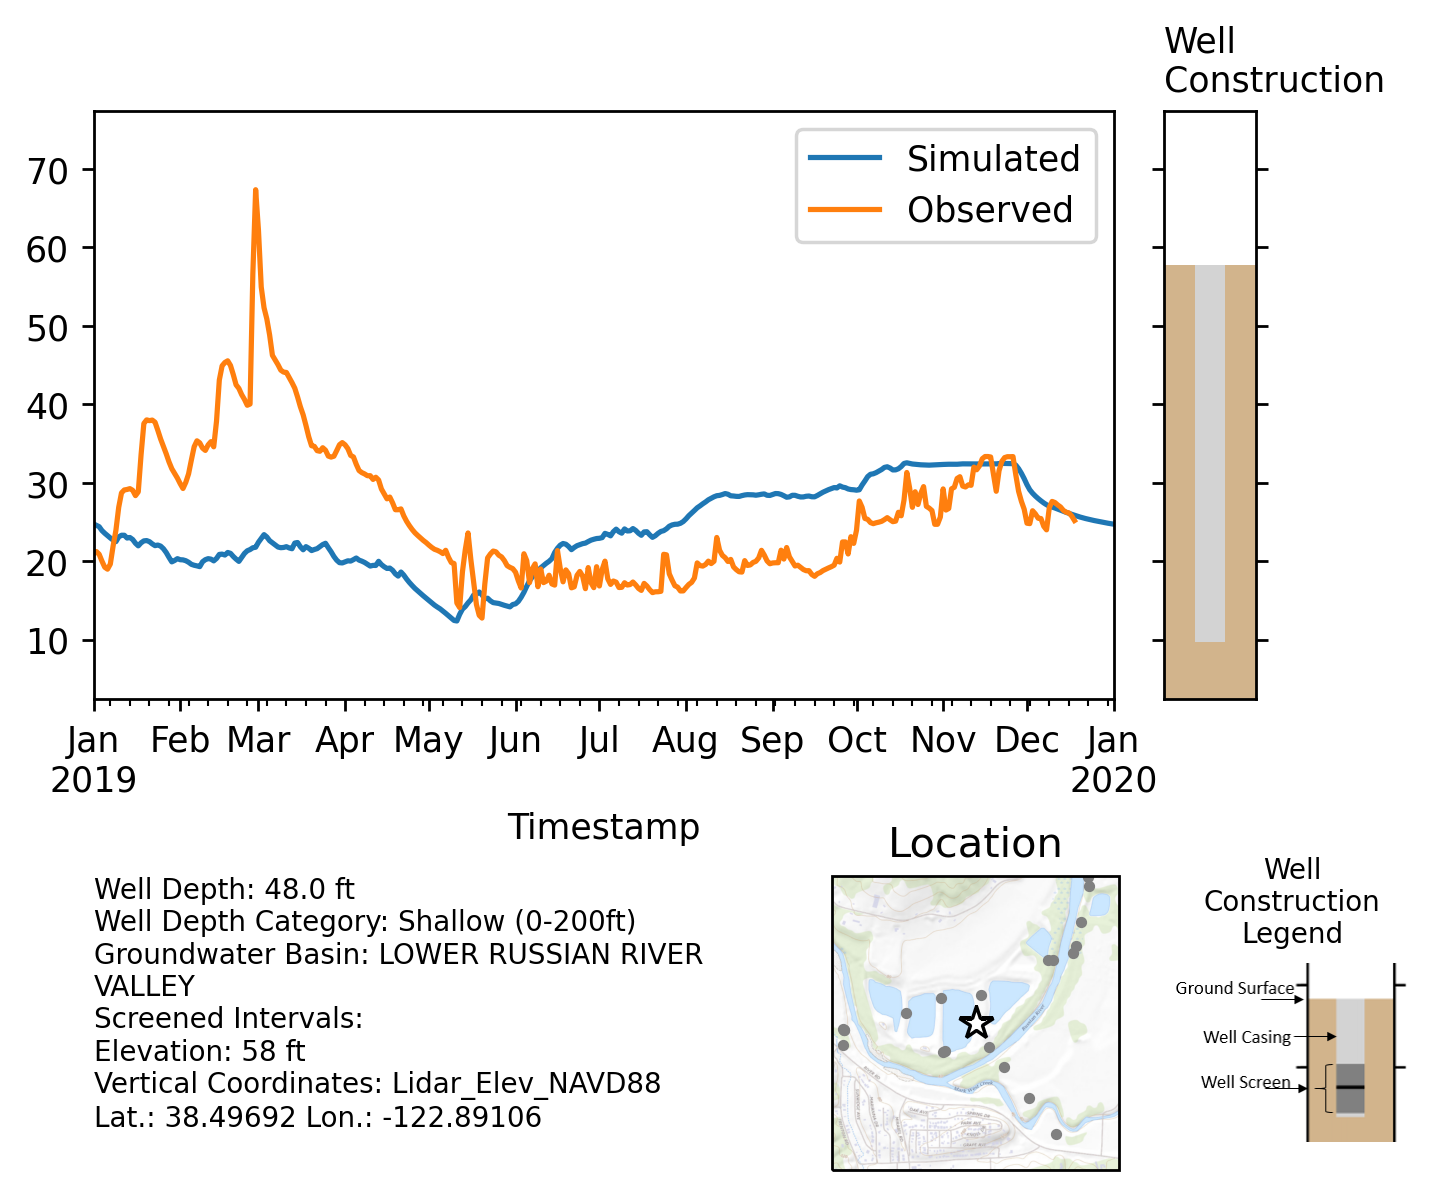 Well
Construction
Simulated
Observed
70
60
50
40
30
20
10
Jan
2019
Feb
Mar
Apr
May
Jun
Jul
Aug
Sep
Oct
Nov
Dec
Jan
2020
Timestamp
Well Depth: 48.0 ft
Well Depth Category: Shallow (0-200ft)
Groundwater Basin: LOWER RUSSIAN RIVER
VALLEY
Screened Intervals:
Elevation: 58 ft
Vertical Coordinates: Lidar_Elev_NAVD88
Lat.: 38.49692 Lon.: -122.89106
Location
Well
Construction
Legend
Ground Surface
Well Casing
Well Screen